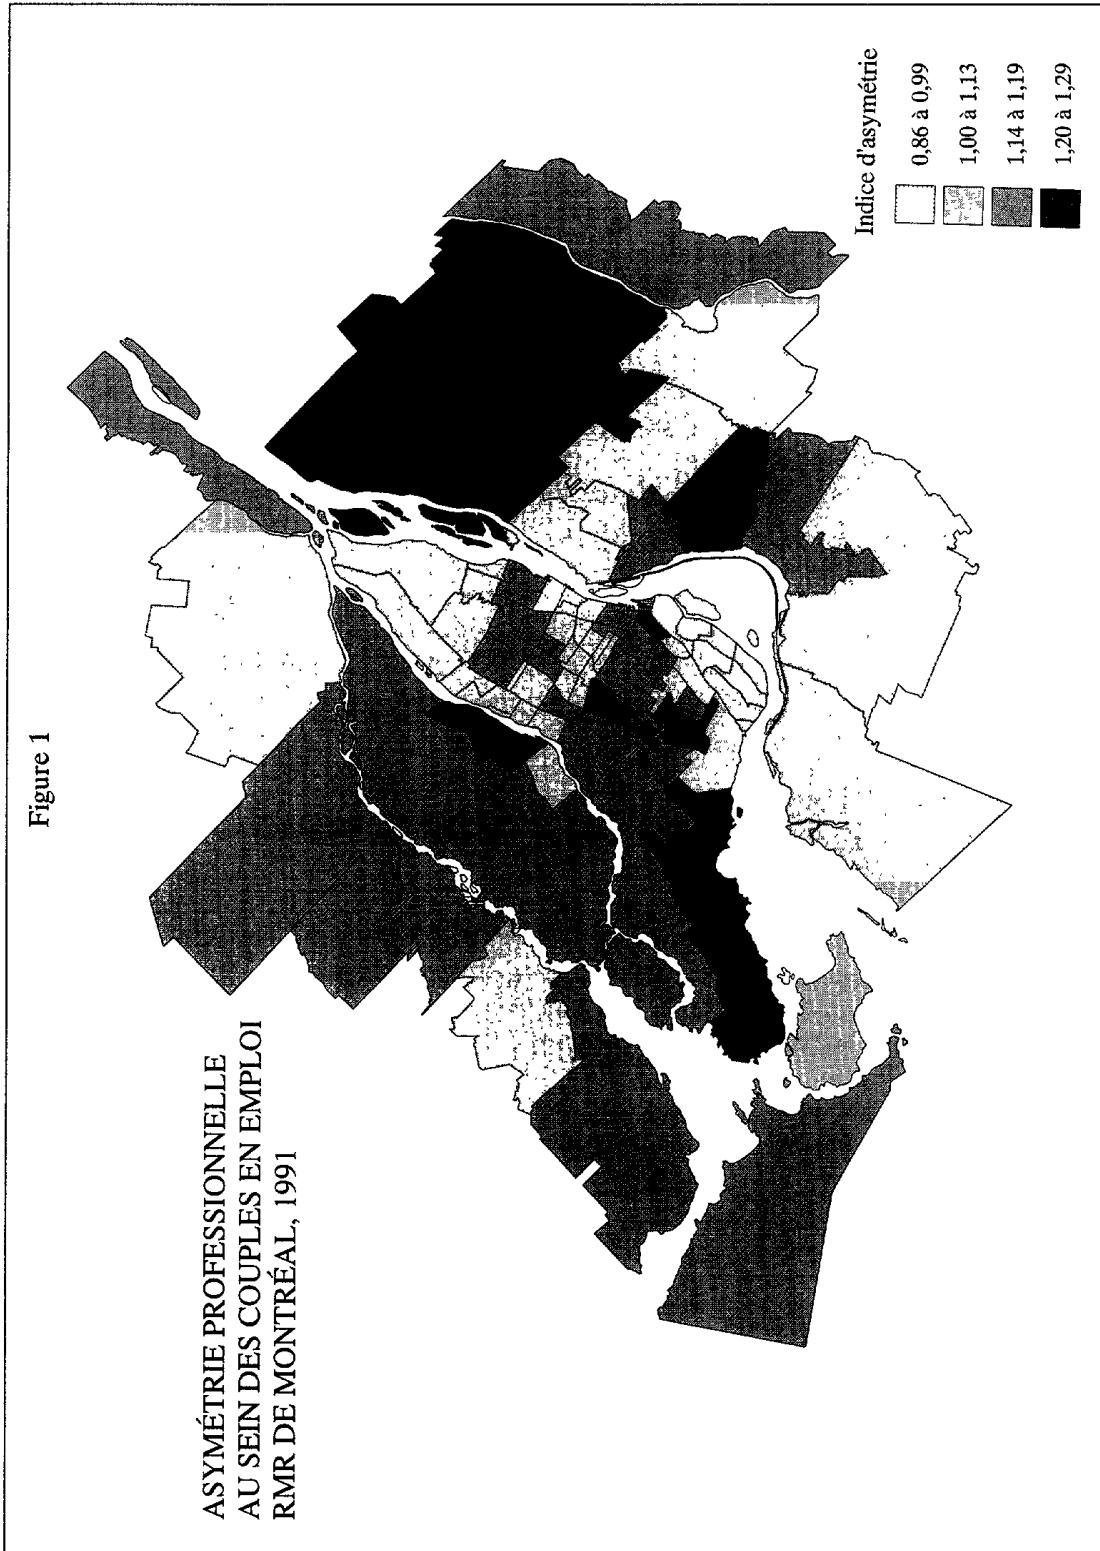 Figure 1
ASYMÉTRIE PROFESSIONNELLE
AU SEIN DES COUPLES EN EMPLOI
RMR DE MONTRÉAL, 1991
Indice d'asymétrie
0,86 à 0,99
1,00 à 1,13
1,14 à 1,19
1,20 à 1,29